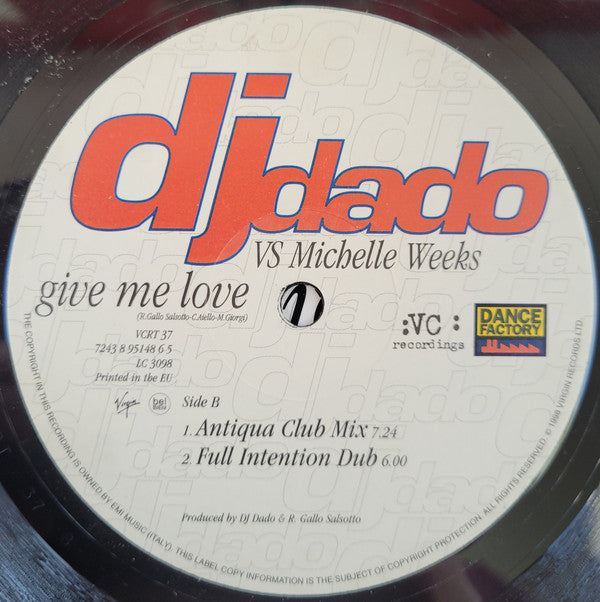 dj dado
VS Michelle Weeks
give me love
(R. Gallo Salsotto-C.Aiello-M.Giorgi)
VCRT 37
7243 8 95148 6 5
LC 3098
Printed in the EU
:VC:
recordings
DANCE
FACTORY
Virgin
Side B
1. Antiqua Club Mix 7.24
2. Full Intention Dub 6.00
Produced by DJ Dado & R. Gallo Salsotto
THE COPYRIGHT IN THIS RECORDING IS OWNED BY EMI MUSIC (ITALY). THIS LABEL COPY INFORMATION IS THE SUBJECT OF COPYRIGHT PROTECTION. ALL RIGHTS RESERVED. © 1998 VIRGIN RECORDS LTD.